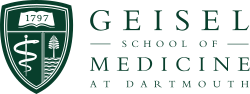 1797
GEISEL
SCHOOL OF
MEDICINE
AT DARTMOUTH